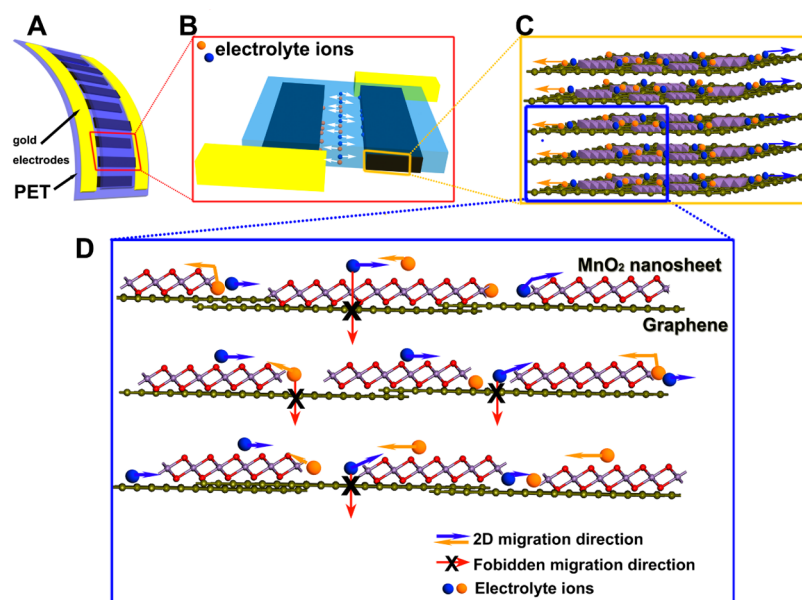 A
B
C
electrolyte ions
gold
electrodes
PET
D
MnO₂ nanosheet
Graphene
X
X
X
X
2D migration direction
X Fobidden migration direction
Electrolyte ions